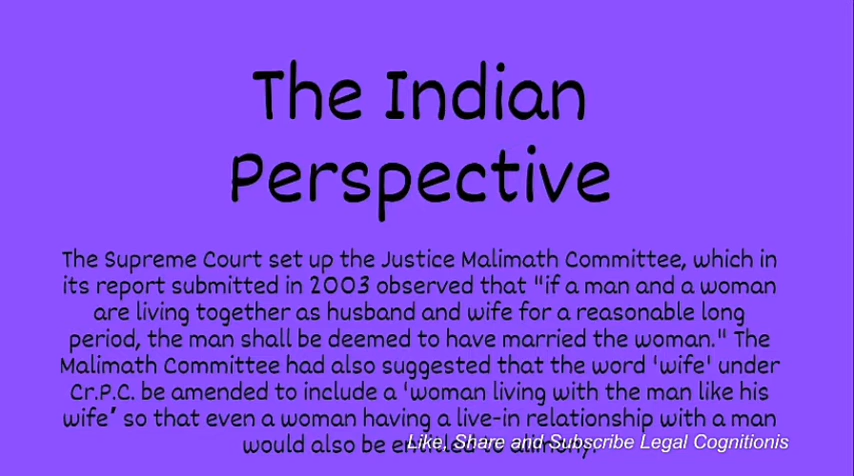 The Indian
Perspective
The Supreme Court set up the Justice Malimath Committee, which in
its report submitted in 2003 observed that "if a man and a woman
are living together as husband and wife for a reasonable long
period, the man shall be deemed to have married the woman." The
Malimath Committee had also suggested that the word 'wife' under
Cr.P.C. be amended to include a 'woman living with the man like his
wife’ so that even a woman having a live-in relationship with a man
would also be entitled to alimony.
Like, Share and Subscribe Legal Cognitionis